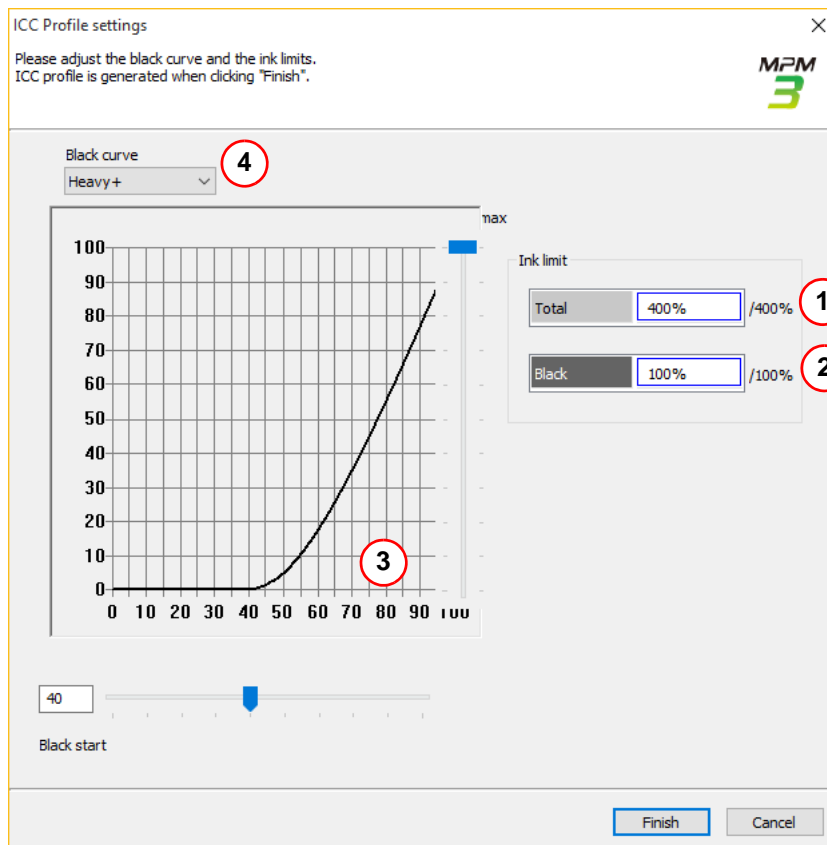 ICC Profile settings
Please adjust the black curve and the ink limits.
ICC profile is generated when clicking "Finish".
MPM
3
Black curve
4
Heavy+
max
100
90
80
70
60
50
40
30
20
10
0
0 10 20 30 40 50 60 70 80 90 100
3
Ink limit
Total 400% /400% 1
Black 100% /100% 2
40
Black start
Finish Cancel